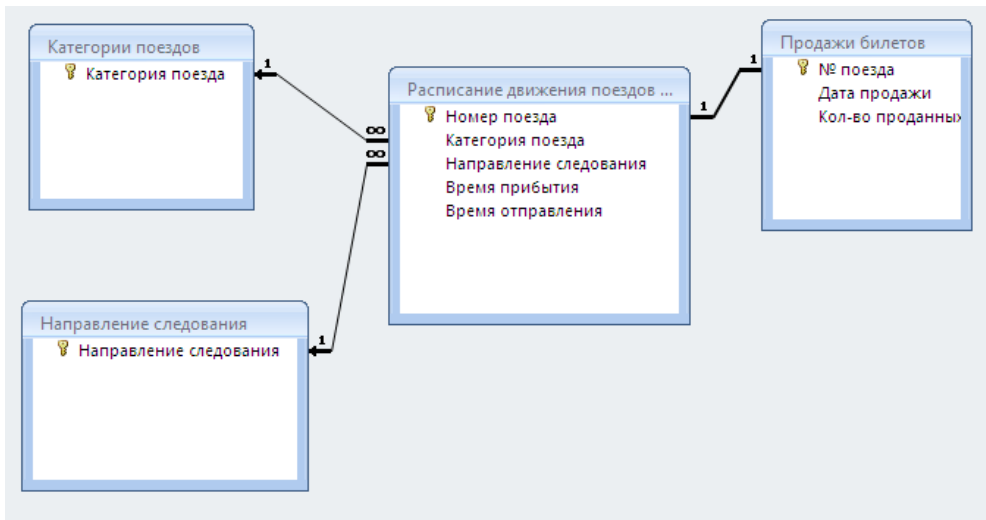 Категории поездов
Категория поезда
1
∞
∞
Расписание движения поездов ...
Номер поезда
Категория поезда
Направление следования
Время прибытия
Время отправления
1
1
Продажи билетов
№ поезда
Дата продажи
Кол-во проданных
Направление следования
Направление следования
1